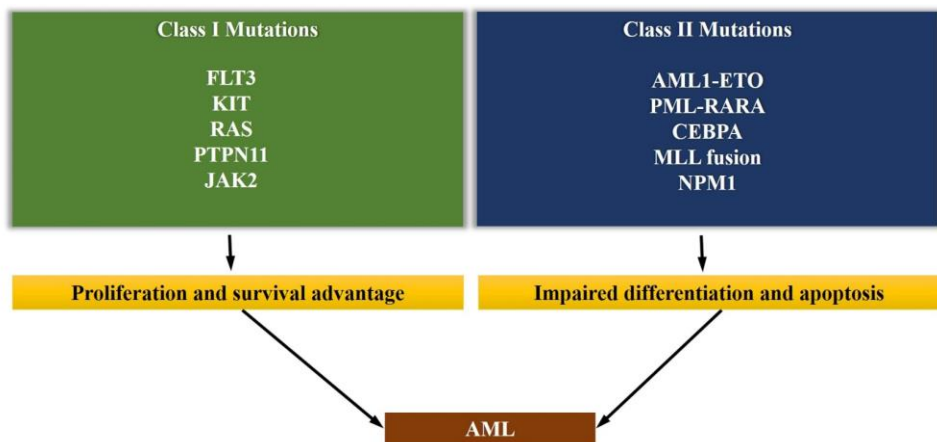 Class I Mutations
FLT3
KIT
RAS
PTPN11
JAK2
Class II Mutations
AML1-ETO
PML-RARA
CEBPA
MLL fusion
NPM1
Proliferation and survival advantage
Impaired differentiation and apoptosis
AML